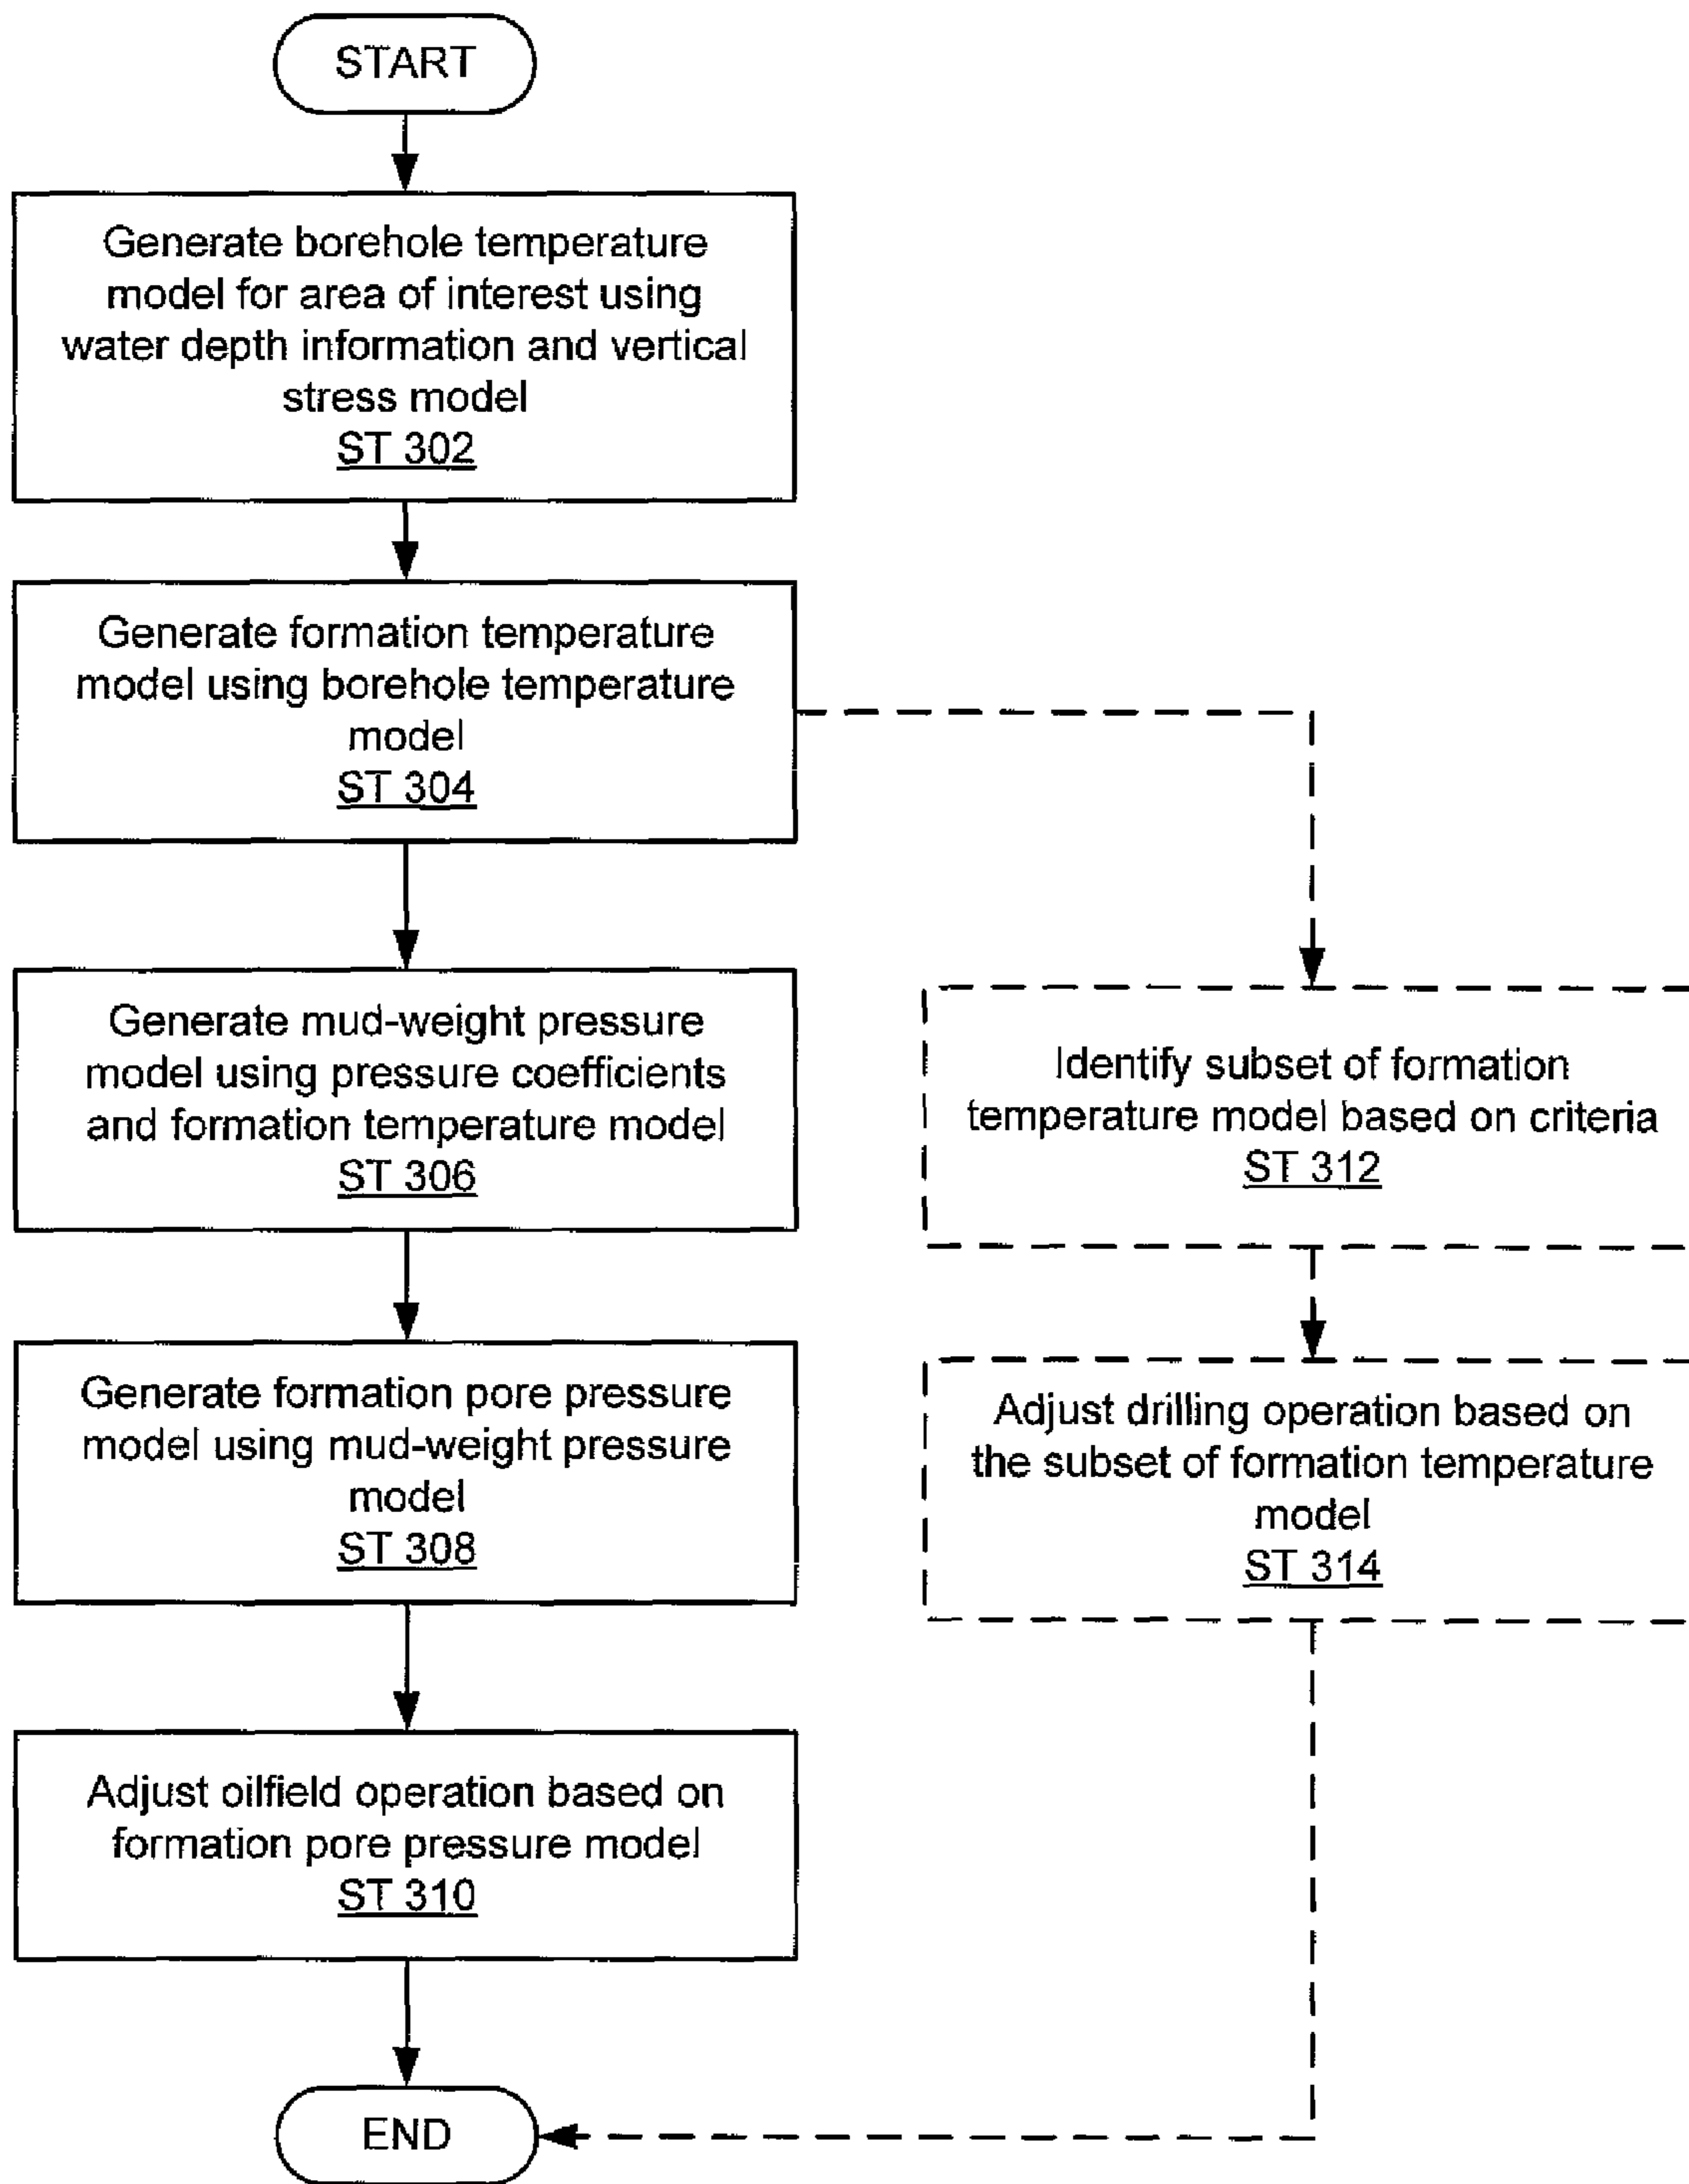 START
Generate borehole temperature
model for area of interest using
water depth information and vertical
stress model
ST 302
Generate formation temperature
model using borehole temperature
model
ST 304
Generate mud-weight pressure
model using pressure coefficients
and formation temperature model
ST 306
Identify subset of formation
temperature model based on criteria
ST 312
Generate formation pore pressure
model using mud-weight pressure
model
ST 308
Adjust drilling operation based on
the subset of formation temperature
model
ST 314
Adjust oilfield operation based on
formation pore pressure model
ST 310
END